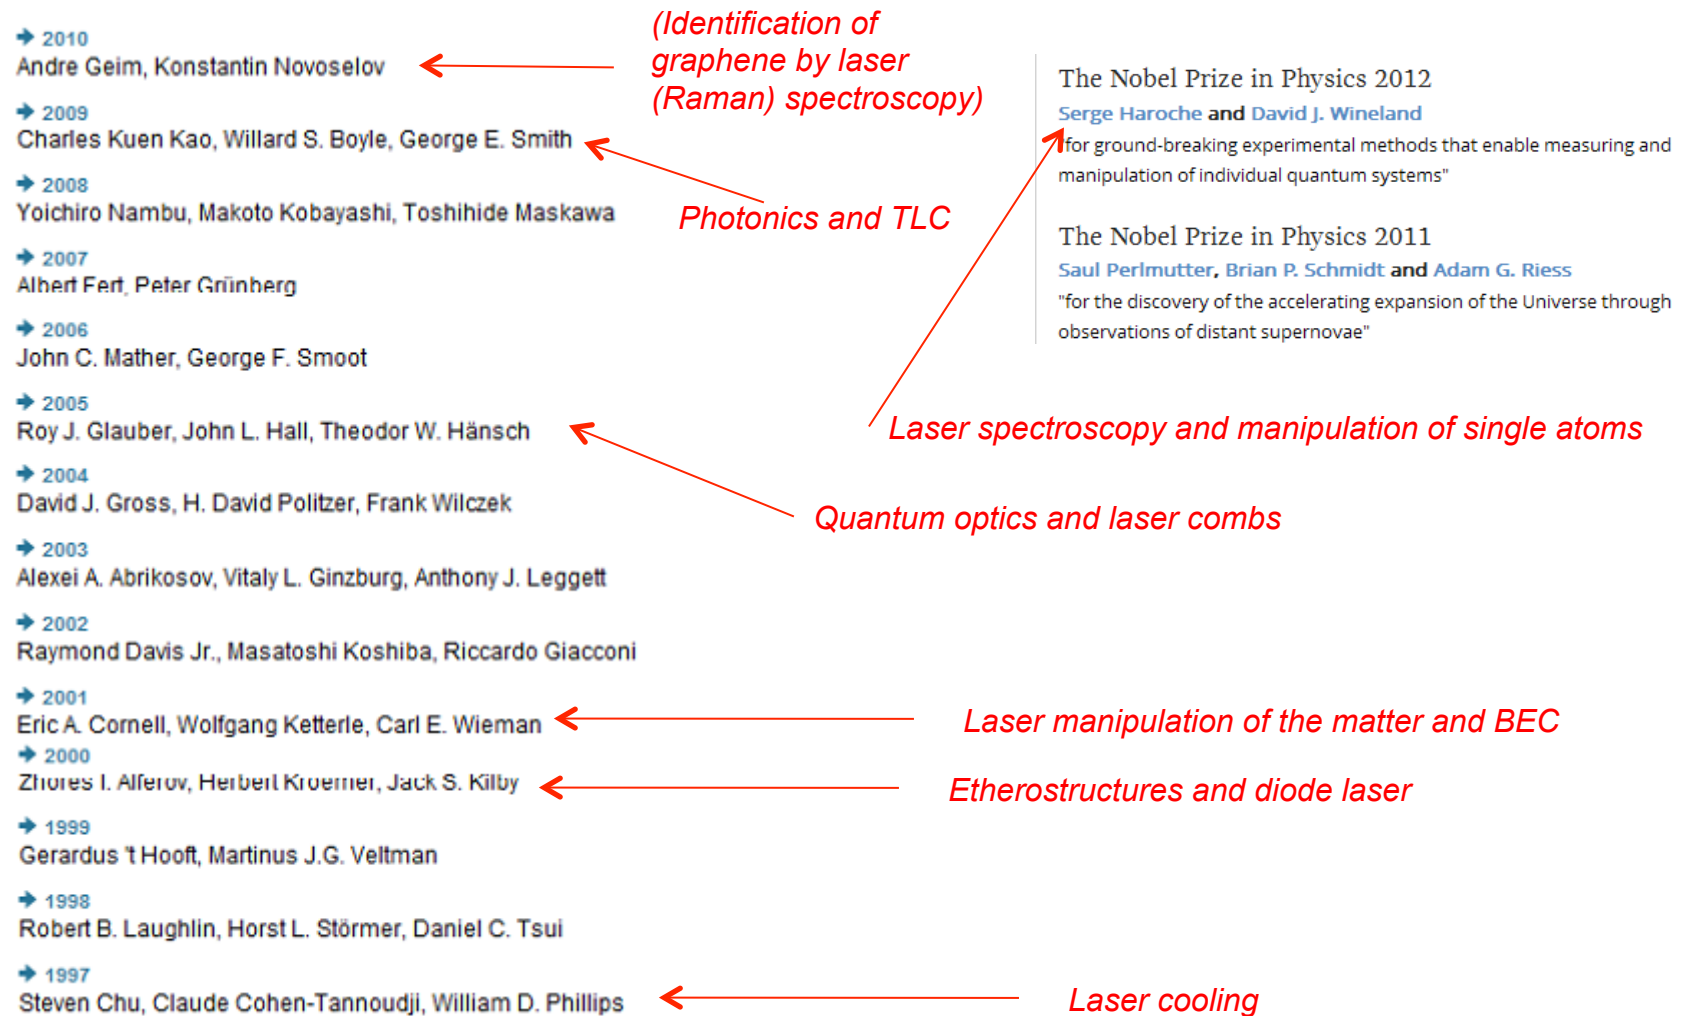 ➔ 2010
Andre Geim, Konstantin Novoselov
➔ 2009
Charles Kuen Kao, Willard S. Boyle, George E. Smith
➔ 2008
Yoichiro Nambu, Makoto Kobayashi, Toshihide Maskawa
➔ 2007
Albert Fert, Peter Grünberg
➔ 2006
John C. Mather, George F. Smoot
➔ 2005
Roy J. Glauber, John L. Hall, Theodor W. Hänsch
➔ 2004
David J. Gross, H. David Politzer, Frank Wilczek
➔ 2003
Alexei A. Abrikosov, Vitaly L. Ginzburg, Anthony J. Leggett
➔ 2002
Raymond Davis Jr., Masatoshi Koshiba, Riccardo Giacconi
➔ 2001
Eric A. Cornell, Wolfgang Ketterle, Carl E. Wieman
➔ 2000
Zhores I. Alferov, Herbert Kroemer, Jack S. Kilby
➔ 1999
Gerardus 't Hooft, Martinus J.G. Veltman
➔ 1998
Robert B. Laughlin, Horst L. Störmer, Daniel C. Tsui
➔ 1997
Steven Chu, Claude Cohen-Tannoudji, William D. Phillips
(Identification of
graphene by laser
(Raman) spectroscopy)
Photonics and TLC
The Nobel Prize in Physics 2012
Serge Haroche and David J. Wineland
"for ground-breaking experimental methods that enable measuring and
manipulation of individual quantum systems"
The Nobel Prize in Physics 2011
Saul Perlmutter, Brian P. Schmidt and Adam G. Riess
"for the discovery of the accelerating expansion of the Universe through
observations of distant supernovae"
Laser spectroscopy and manipulation of single atoms
Quantum optics and laser combs
Laser manipulation of the matter and BEC
Etherostructures and diode laser
Laser cooling